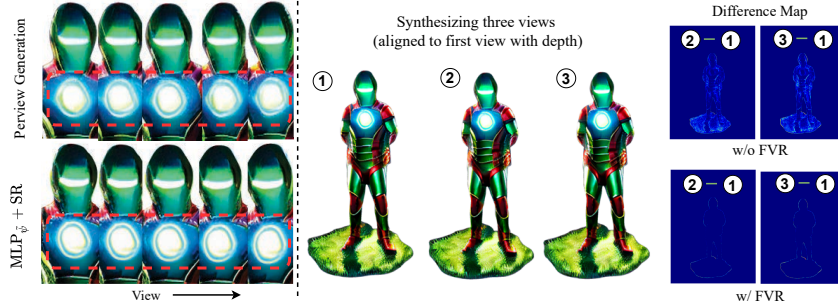 Perview Generation
MLP_ψ̄ + SR
View
Synthesizing three views
(aligned to first view with depth)
1
2
3
Difference Map
2 — 1
3 — 1
w/o FVR
2 — 1
3 — 1
w/ FVR